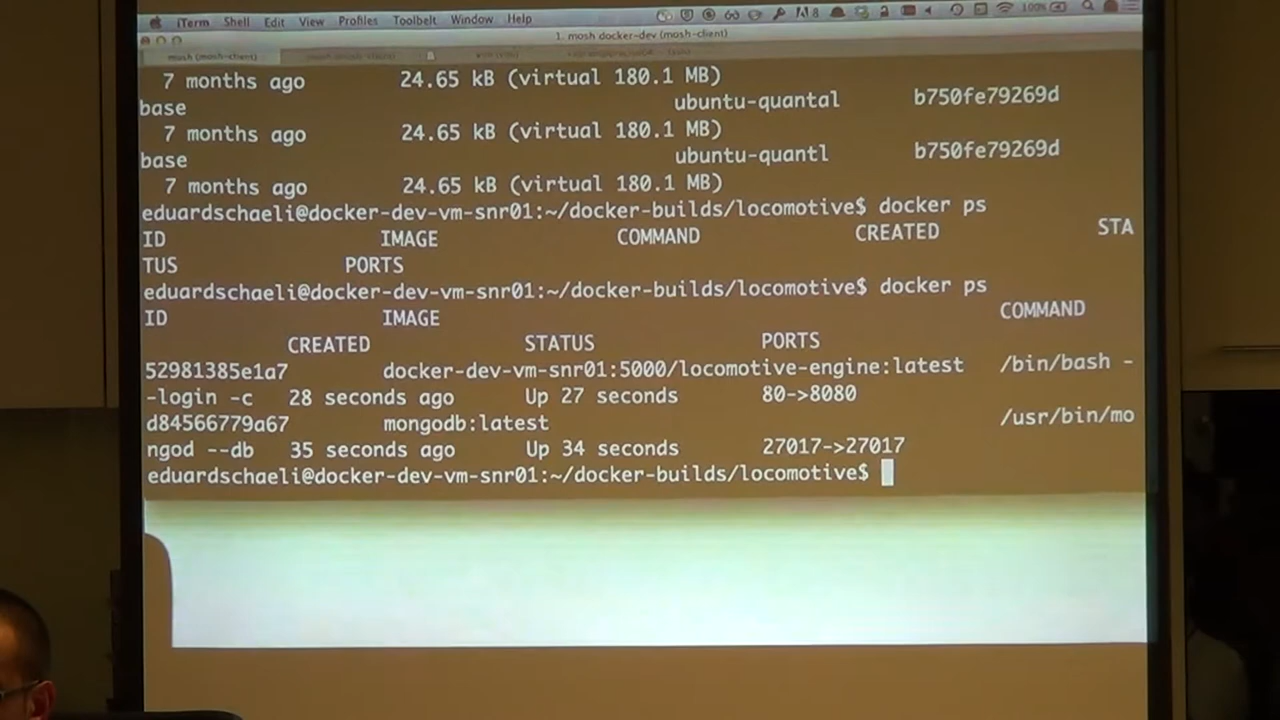 iTerm Shell Edit View Profiles Toolbelt Window Help 100%
1. mosh docker-dev (mosh-client)
mosh (mosh-client)
7 months ago 24.65 kB (virtual 180.1 MB)
base ubuntu-quantal b750fe79269d
7 months ago 24.65 kB (virtual 180.1 MB)
base ubuntu-quantl b750fe79269d
7 months ago 24.65 kB (virtual 180.1 MB)
eduardschaeli@docker-dev-vm-snr01:~/docker-builds/locomotive$ docker ps
ID IMAGE COMMAND CREATED STA
TUS PORTS
eduardschaeli@docker-dev-vm-snr01:~/docker-builds/locomotive$ docker ps
ID IMAGE COMMAND
CREATED STATUS PORTS
52981385e1a7 docker-dev-vm-snr01:5000/locomotive-engine:latest /bin/bash -
-login -c 28 seconds ago Up 27 seconds 80->8080
d84566779a67 mongodb:latest /usr/bin/mo
ngod --db 35 seconds ago Up 34 seconds 27017->27017
eduardschaeli@docker-dev-vm-snr01:~/docker-builds/locomotive$